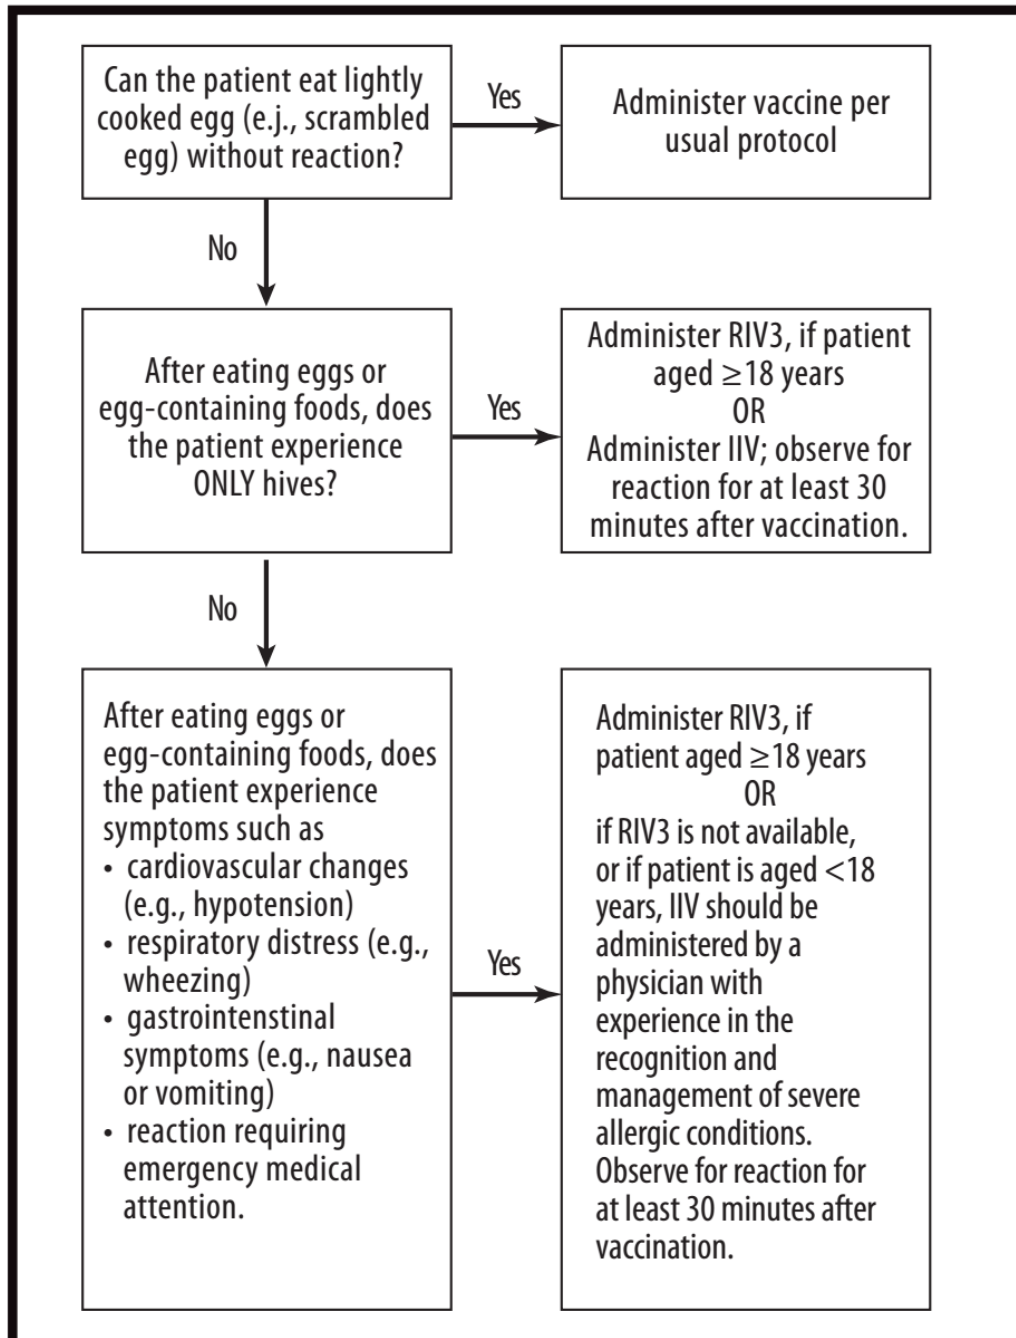 Can the patient eat lightly
cooked egg (e.j., scrambled
egg) without reaction?
Yes
Administer vaccine per
usual protocol
No
After eating eggs or
egg-containing foods, does
the patient experience
ONLY hives?
Yes
Administer RIV3, if patient
aged ≥18 years
OR
Administer IIV; observe for
reaction for at least 30
minutes after vaccination.
No
After eating eggs or
egg-containing foods, does
the patient experience
symptoms such as
• cardiovascular changes
(e.g., hypotension)
• respiratory distress (e.g.,
wheezing)
• gastrointenstinal
symptoms (e.g., nausea
or vomiting)
• reaction requiring
emergency medical
attention.
Yes
Administer RIV3, if
patient aged ≥18 years
OR
if RIV3 is not available,
or if patient is aged <18
years, IIV should be
administered by a
physician with
experience in the
recognition and
management of severe
allergic conditions.
Observe for reaction for
at least 30 minutes after
vaccination.